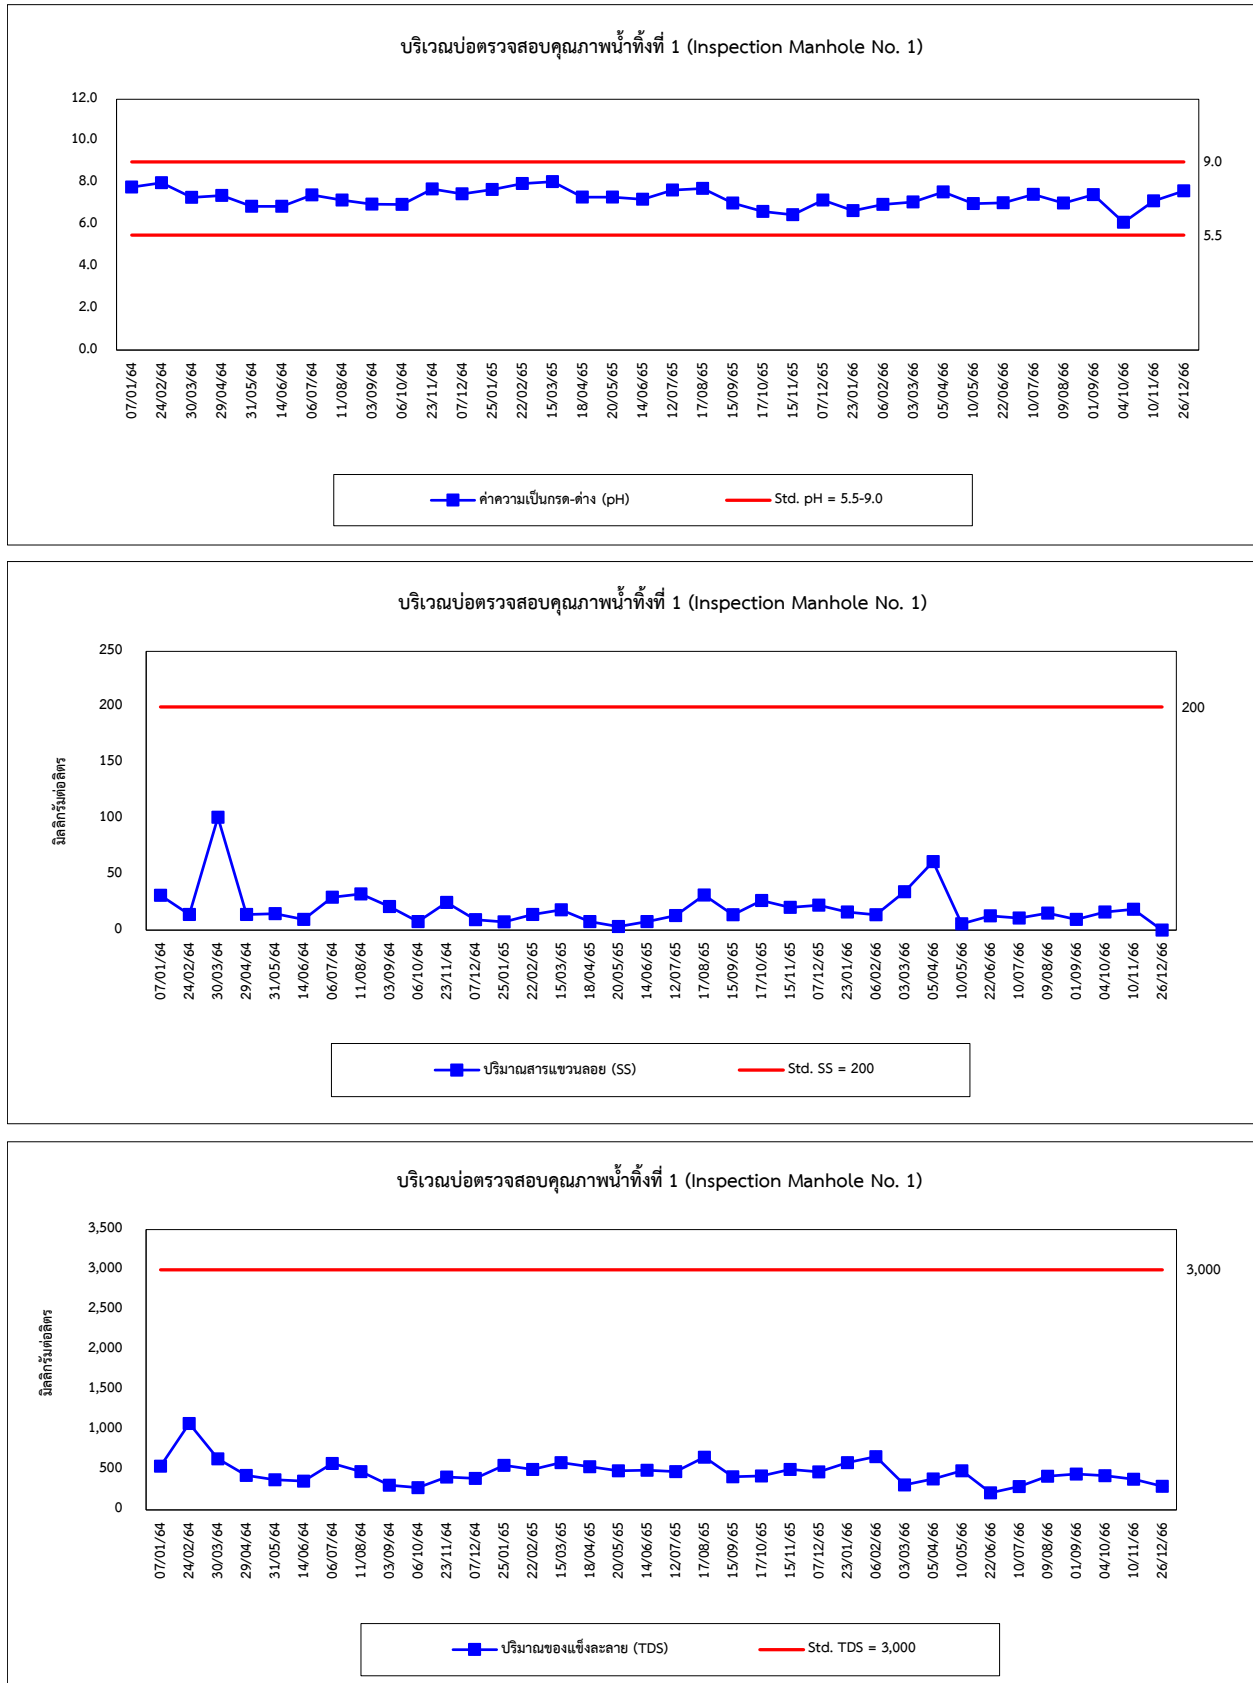 บริเวณบ่อตรวจสอบคุณภาพน้ำทิ้งที่ 1 (Inspection Manhole No. 1)
12.0
10.0
8.0
6.0
4.0
2.0
0.0
9.0
5.5
07/01/64 24/02/64 30/03/64 29/04/64 31/05/64 14/06/64 06/07/64 11/08/64 03/09/64 06/10/64 23/11/64 07/12/64 25/01/65 22/02/65 15/03/65 18/04/65 20/05/65 14/06/65 12/07/65 17/08/65 15/09/65 17/10/65 15/11/65 07/12/65 23/01/66 06/02/66 03/03/66 05/04/66 10/05/66 22/06/66 10/07/66 09/08/66 01/09/66 04/10/66 10/11/66 26/12/66
ค่าความเป็นกรด-ด่าง (pH) Std. pH = 5.5-9.0
บริเวณบ่อตรวจสอบคุณภาพน้ำทิ้งที่ 1 (Inspection Manhole No. 1)
มิลลิกรัมต่อลิตร
250
200
150
100
50
0
200
07/01/64 24/02/64 30/03/64 29/04/64 31/05/64 14/06/64 06/07/64 11/08/64 03/09/64 06/10/64 23/11/64 07/12/64 25/01/65 22/02/65 15/03/65 18/04/65 20/05/65 14/06/65 12/07/65 17/08/65 15/09/65 17/10/65 15/11/65 07/12/65 23/01/66 06/02/66 03/03/66 05/04/66 10/05/66 22/06/66 10/07/66 09/08/66 01/09/66 04/10/66 10/11/66 26/12/66
ปริมาณสารแขวนลอย (SS) Std. SS = 200
บริเวณบ่อตรวจสอบคุณภาพน้ำทิ้งที่ 1 (Inspection Manhole No. 1)
มิลลิกรัมต่อลิตร
3,500
3,000
2,500
2,000
1,500
1,000
500
0
3,000
07/01/64 24/02/64 30/03/64 29/04/64 31/05/64 14/06/64 06/07/64 11/08/64 03/09/64 06/10/64 23/11/64 07/12/64 25/01/65 22/02/65 15/03/65 18/04/65 20/05/65 14/06/65 12/07/65 17/08/65 15/09/65 17/10/65 15/11/65 07/12/65 23/01/66 06/02/66 03/03/66 05/04/66 10/05/66 22/06/66 10/07/66 09/08/66 01/09/66 04/10/66 10/11/66 26/12/66
ปริมาณของแข็งละลาย (TDS) Std. TDS = 3,000